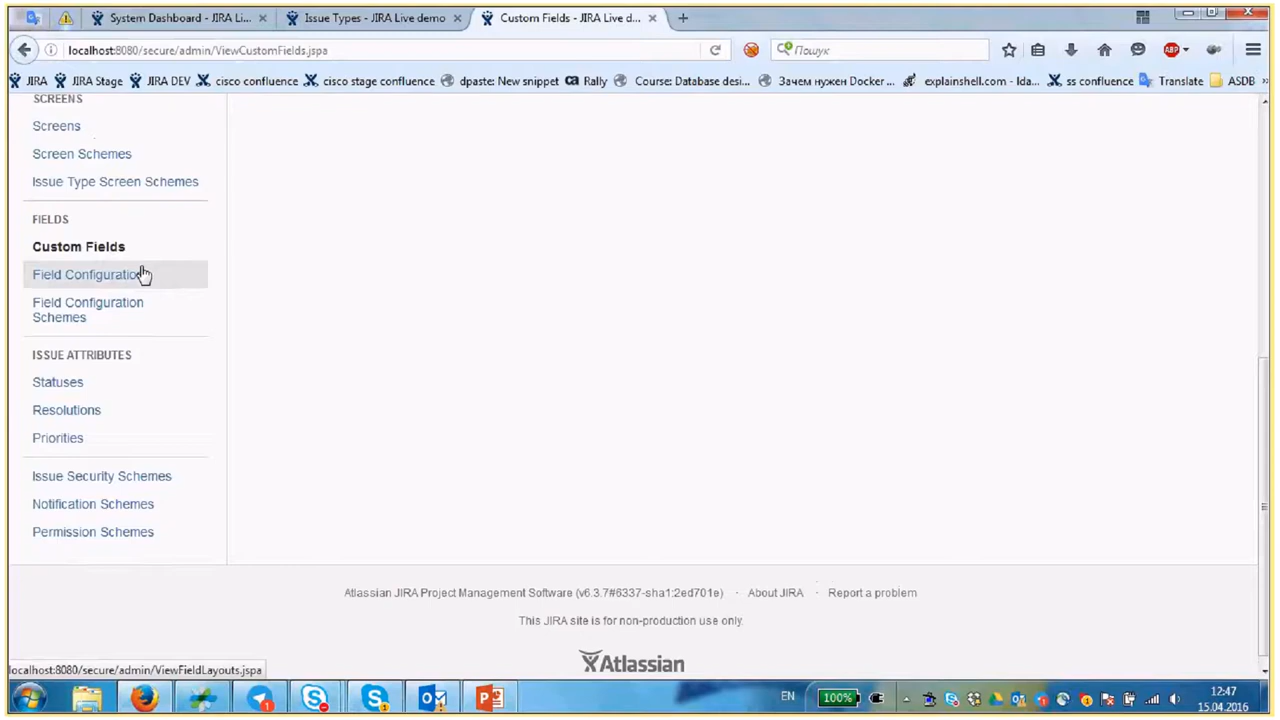 System Dashboard - JIRA Li...
Issue Types - JIRA Live demo
Custom Fields - JIRA Live d...
localhost:8080/secure/admin/ViewCustomFields.jspa
Пошук
ABP
JIRA
JIRA Stage
JIRA DEV
cisco confluence
cisco stage confluence
dpaste: New snippet
ca Rally
Course: Database desi...
Зачем нужен Docker ...
explainshell.com - Ida...
ss confluence
Translate
ASDB
SCREENS
Screens
Screen Schemes
Issue Type Screen Schemes
FIELDS
Custom Fields
Field Configuration
Field Configuration
Schemes
ISSUE ATTRIBUTES
Statuses
Resolutions
Priorities
Issue Security Schemes
Notification Schemes
Permission Schemes
Atlassian JIRA Project Management Software (v6.3.7#6337-sha1:2ed701e) · About JIRA · Report a problem
This JIRA site is for non-production use only.
Atlassian
localhost:8080/secure/admin/ViewFieldLayouts.jspa
EN
100%
12:47
15.04.2016